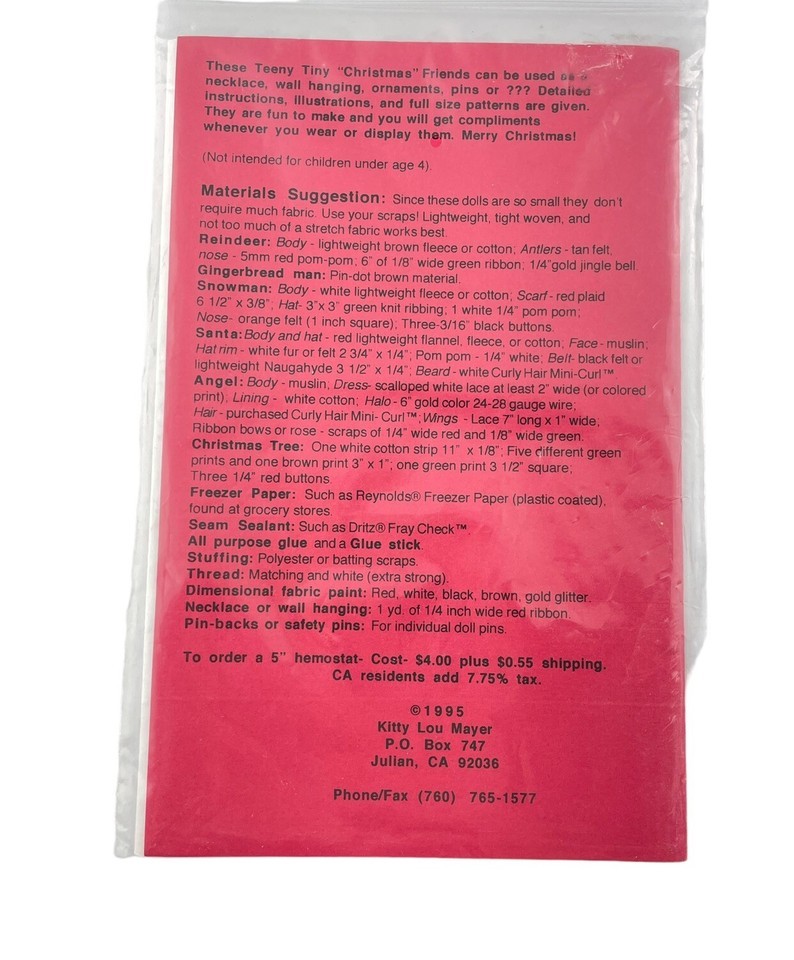 These Teeny Tiny "Christmas" Friends can be used as a
necklace, wall hanging, ornaments, pins or ??? Detailed
instructions, Illustrations, and full size patterns are given.
They are fun to make and you will get compliments
whenever you wear or display them. Merry Christmas!
(Not intended for children under age 4).
Materials Suggestion: Since these dolls are so small they don't
require much fabric. Use your scraps! Lightweight, tight woven, and
not too much of a stretch fabric works best.
Reindeer: Body - lightweight brown fleece or cotton; Antlers - tan felt,
nose - 5mm red pom-pom; 6" of 1/8" wide green ribbon; 1/4"gold jingle bell.
Gingerbread man: Pin-dot brown material.
Snowman: Body - white lightweight fleece or cotton; Scarf - red plaid
6 1/2" x 3/8"; Hat- 3"x 3" green knit ribbing; 1 white 1/4" pom pom;
Nose- orange felt (1 inch square); Three-3/16" black buttons.
Santa: Body and hat - red lightweight flannel, fleece, or cotton; Face - muslin;
Hat rim - white fur or felt 2 3/4" x 1/4"; Pom pom - 1/4" white; Belt- black felt or
lightweight Naugahyde 3 1/2" x 1/4"; Beard - white Curly Hair Mini-Curl™.
Angel: Body - muslin, Dress- scalloped white lace at least 2" wide (or colored
print), Lining - white cotton; Halo - 6" gold color 24-28 gauge wire;
Hair - purchased Curly Hair Mini- Curl™; Wings - Lace 7" long x 1" wide;
Ribbon bows or rose - scraps of 1/4" wide red and 1/8" wide green.
Christmas Tree: One white cotton strip 11" x 1/8"; Five different green
prints and one brown print 3" x 1"; one green print 3 1/2" square;
Three 1/4" red buttons.
Freezer Paper: Such as Reynolds® Freezer Paper (plastic coated),
found at grocery stores.
Seam Sealant: Such as Dritz® Fray Check™.
All purpose glue and a Glue stick.
Stuffing: Polyester or batting scraps.
Thread: Matching and white (extra strong).
Dimensional fabric paint: Red, white, black, brown, gold glitter.
Necklace or wall hanging: 1 yd. of 1/4 inch wide red ribbon.
Pin-backs or safety pins: For individual doll pins.
To order a 5" hemostat- Cost- $4.00 plus $0.55 shipping.
CA residents add 7.75% tax.
©1995
Kitty Lou Mayer
P.O. Box 747
Julian, CA 92036
Phone/Fax (760) 765-1577